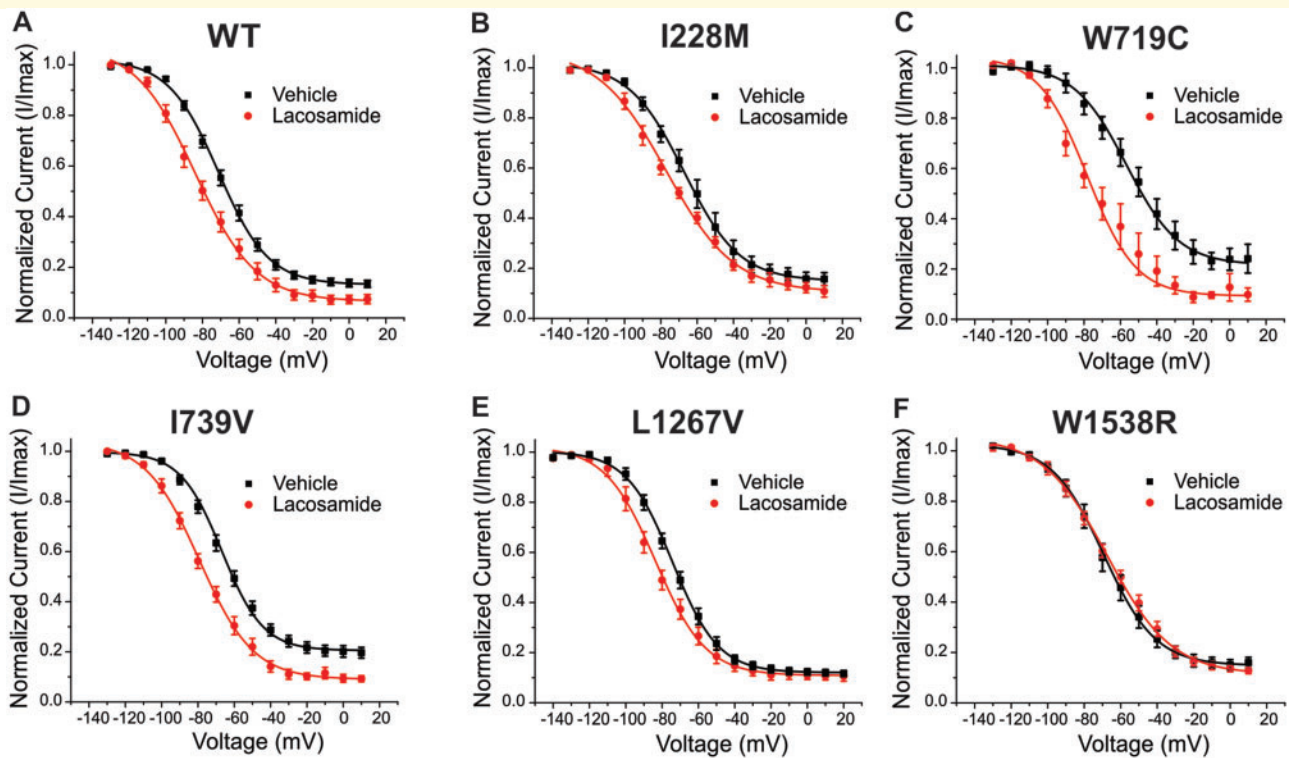 A
WT
Normalized Current (I/Imax)
1.0
0.8
0.6
0.4
0.2
0.0
Vehicle
Lacosamide
-140 -120 -100 -80 -60 -40 -20 0 20
Voltage (mV)
B
I228M
Normalized Current (I/Imax)
1.0
0.8
0.6
0.4
0.2
0.0
Vehicle
Lacosamide
-140 -120 -100 -80 -60 -40 -20 0 20
Voltage (mV)
C
W719C
Normalized Current (I/Imax)
1.0
0.8
0.6
0.4
0.2
0.0
Vehicle
Lacosamide
-140 -120 -100 -80 -60 -40 -20 0 20
Voltage (mV)
D
I739V
Normalized Current (I/Imax)
1.0
0.8
0.6
0.4
0.2
0.0
Vehicle
Lacosamide
-140 -120 -100 -80 -60 -40 -20 0 20
Voltage (mV)
E
L1267V
Normalized Current (I/Imax)
1.0
0.8
0.6
0.4
0.2
0.0
Vehicle
Lacosamide
-140 -120 -100 -80 -60 -40 -20 0 20
Voltage (mV)
F
W1538R
Normalized Current (I/Imax)
1.0
0.8
0.6
0.4
0.2
0.0
Vehicle
Lacosamide
-140 -120 -100 -80 -60 -40 -20 0 20
Voltage (mV)